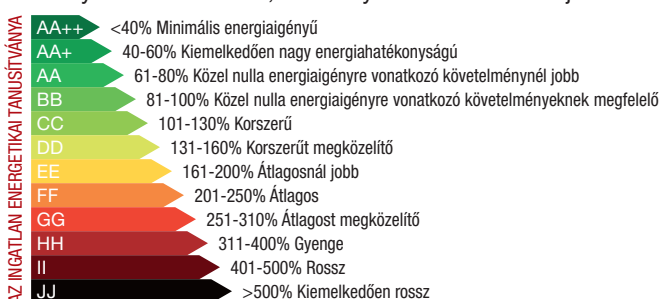 AZ INGATLAN ENERGETIKAI TANUSÍTVÁNYA
AA++ <40% Minimális energiaigényű
AA+ 40-60% Kiemelkedően nagy energiahatékonyságú
AA 61-80% Közel nulla energiaigényre vonatkozó követelménynél jobb
BB 81-100% Közel nulla energiaigényre vonatkozó követelményeknek megfelelő
CC 101-130% Korszerű
DD 131-160% Korszerűt megközelítő
EE 161-200% Átlagosnál jobb
FF 201-250% Átlagos
GG 251-310% Átlagost megközelítő
HH 311-400% Gyenge
II 401-500% Rossz
JJ >500% Kiemelkedően rossz